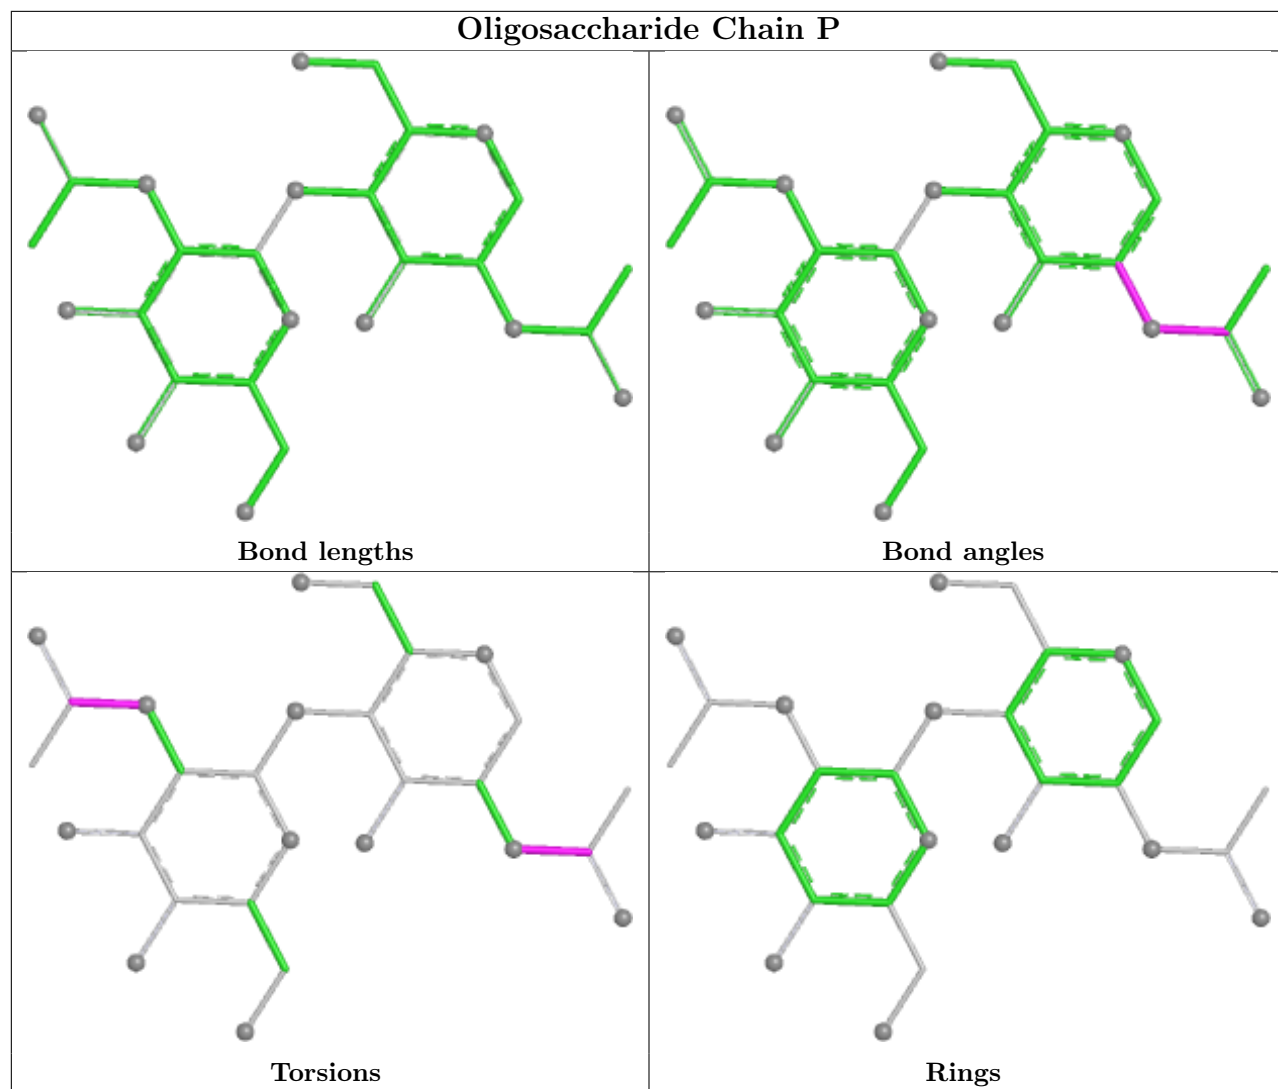 Oligosaccharide Chain P
Bond lengths
Bond angles
Torsions
Rings